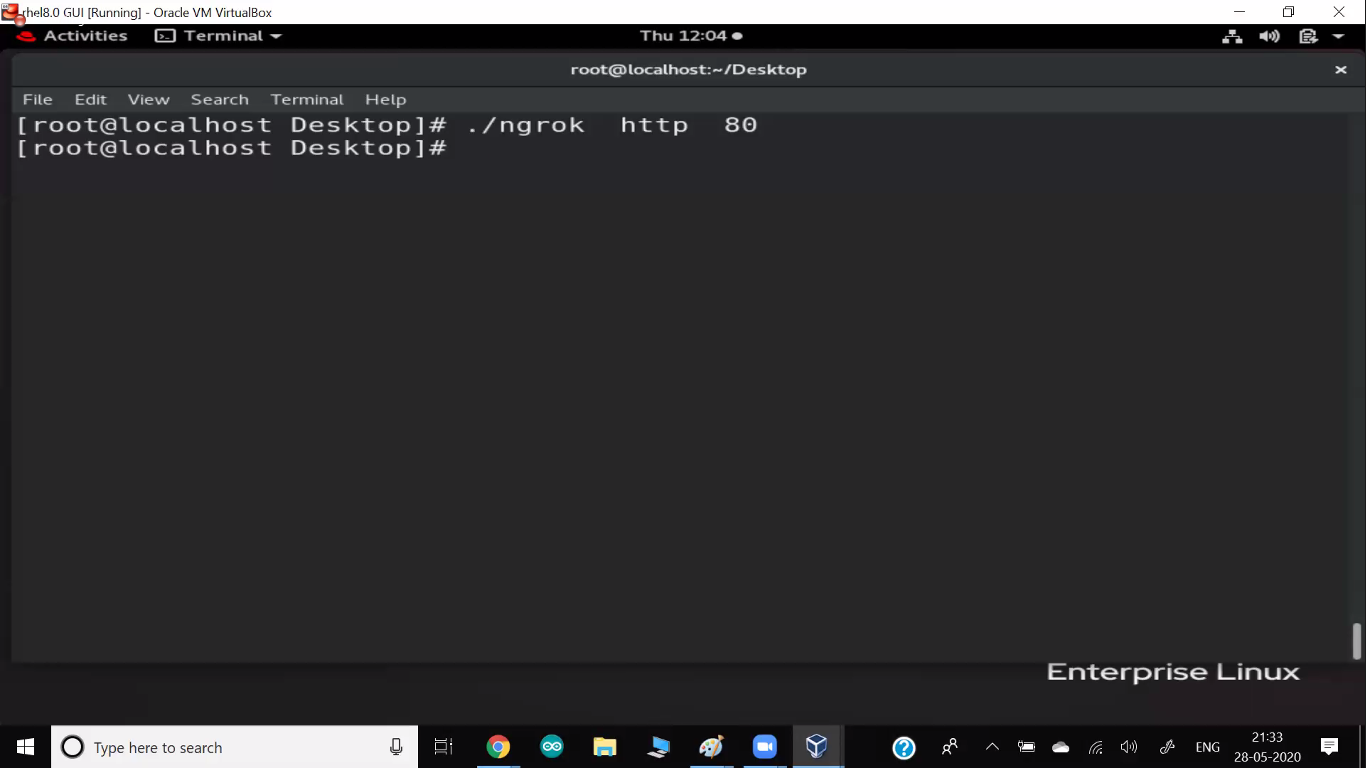 rhel8.0 GUI [Running] - Oracle VM VirtualBox
Activities Terminal Thu 12:04
root@localhost:~/Desktop
File Edit View Search Terminal Help
[root@localhost Desktop]# ./ngrok http 80
[root@localhost Desktop]#
Enterprise Linux
Type here to search
ENG
21:33
28-05-2020